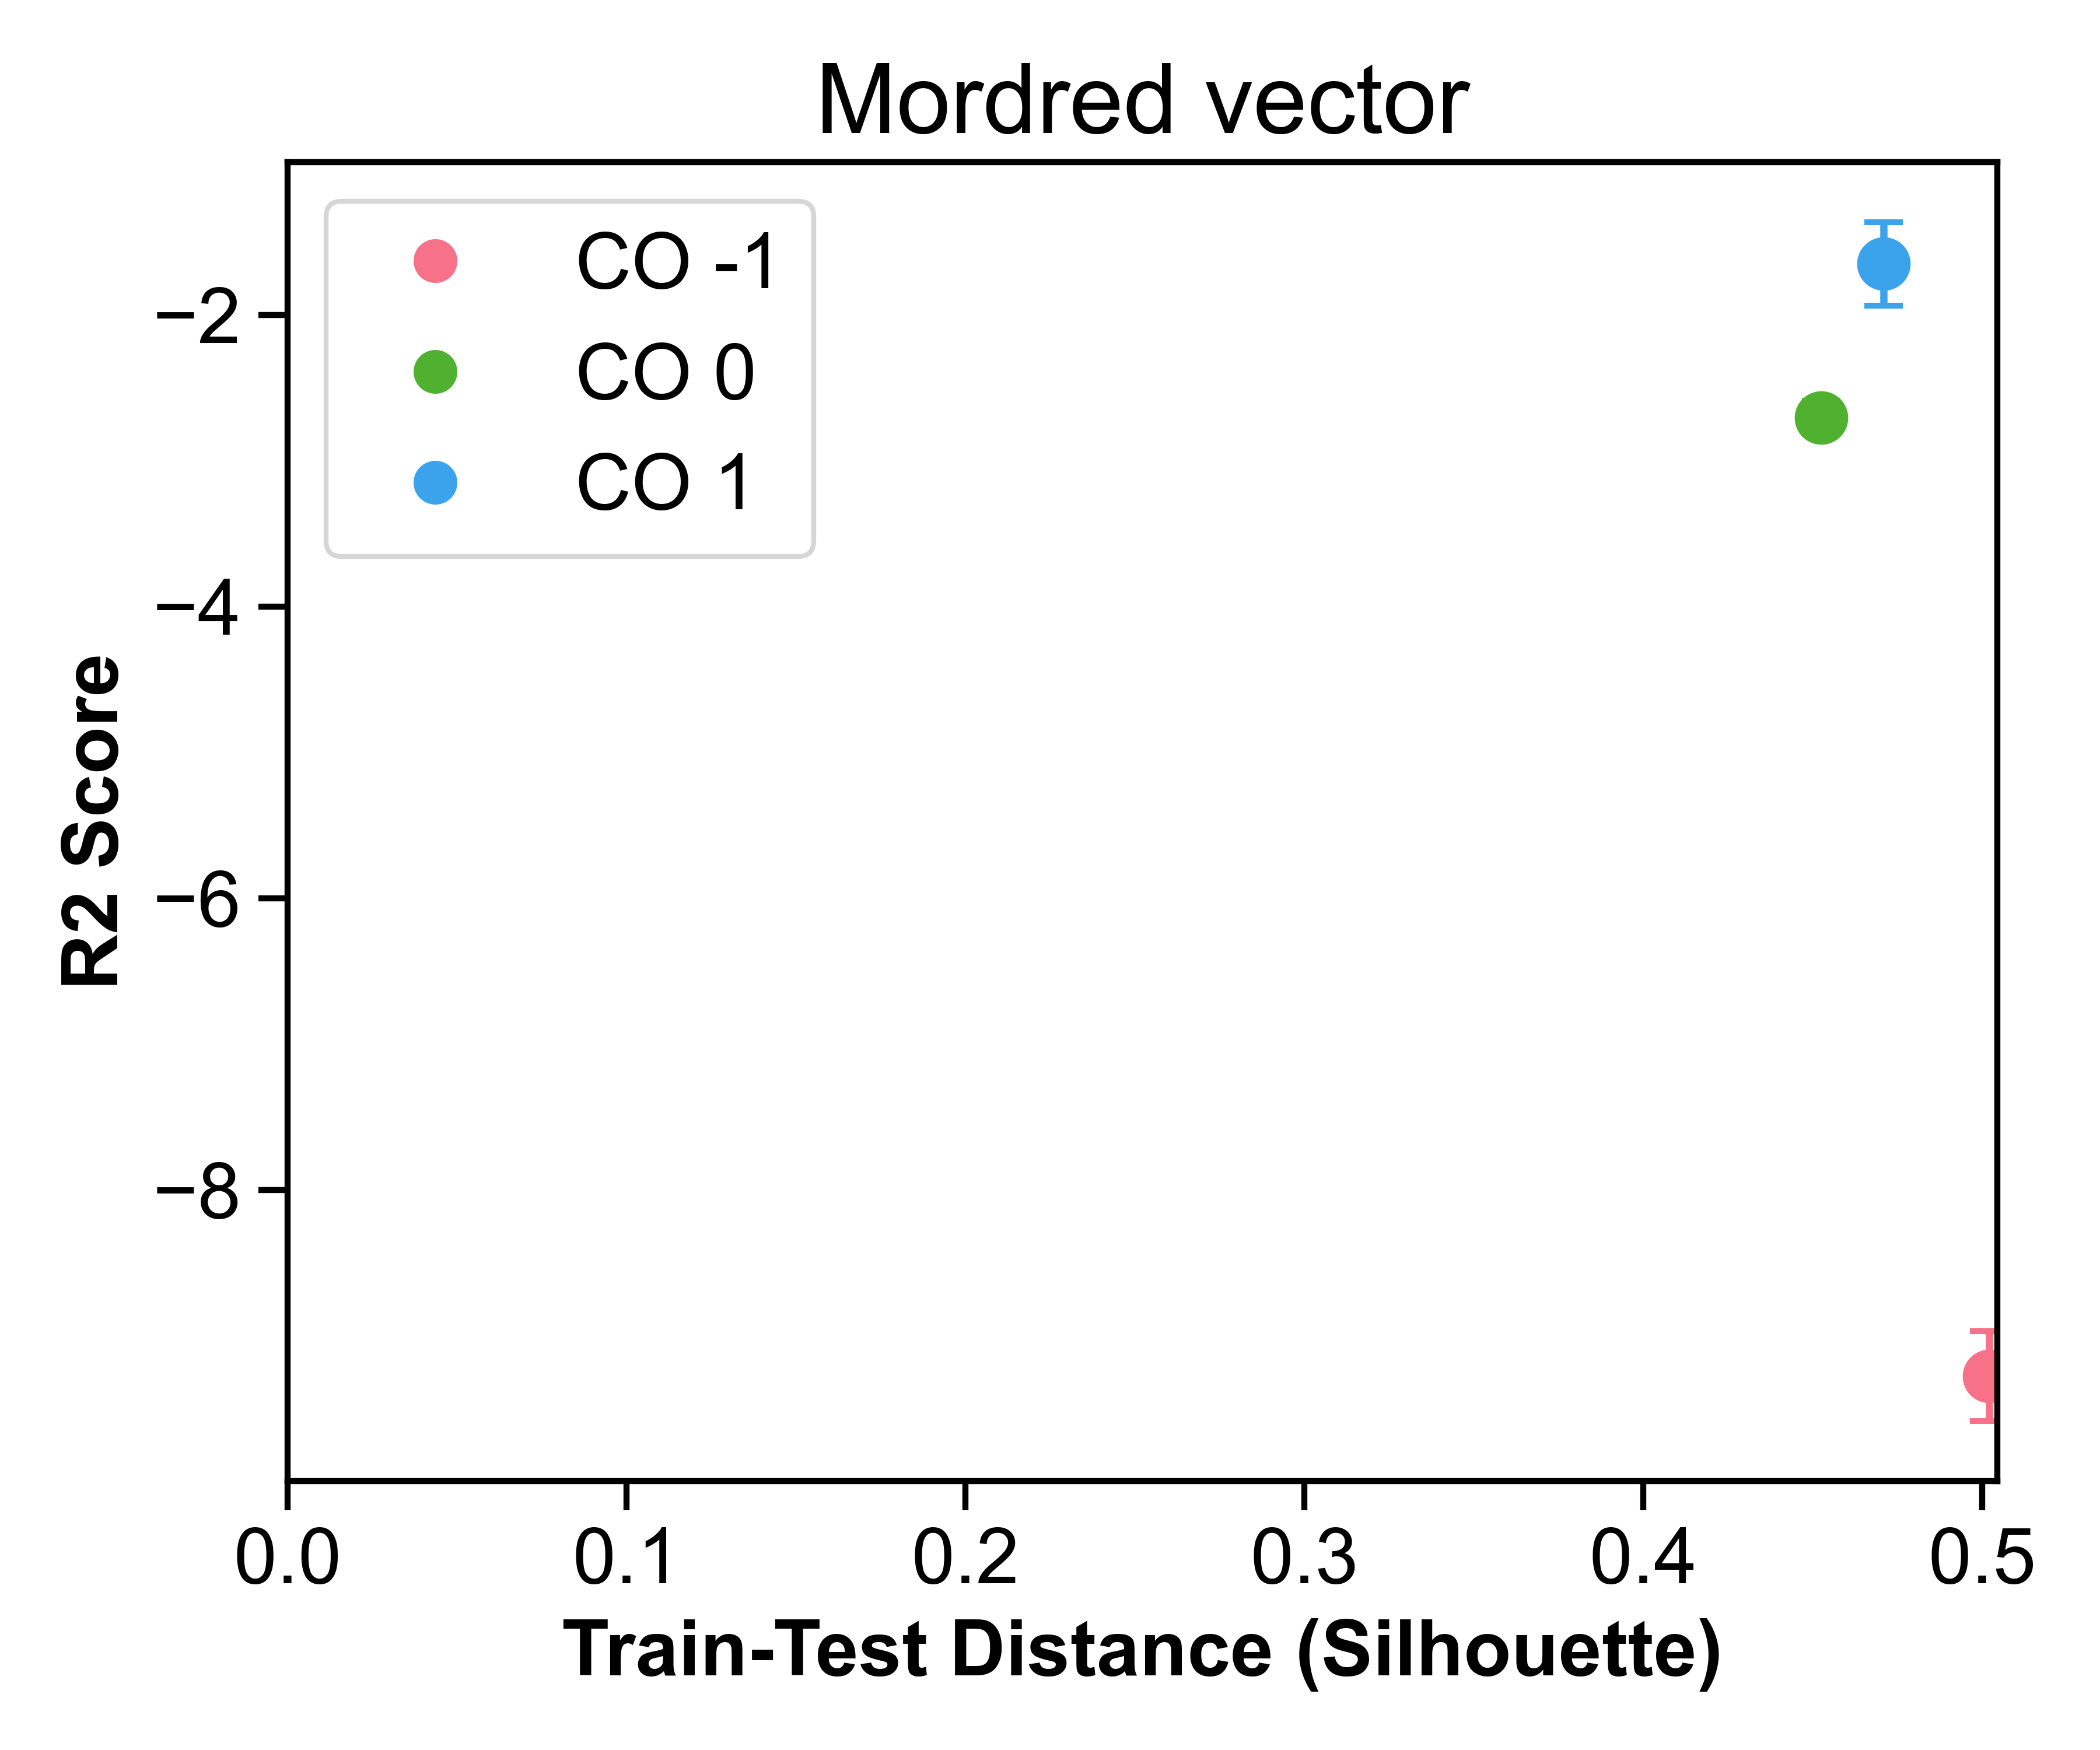 Mordred vector
CO -1
CO 0
CO 1
−2
−4
−6
−8
R2 Score
0.0 0.1 0.2 0.3 0.4 0.5
Train-Test Distance (Silhouette)